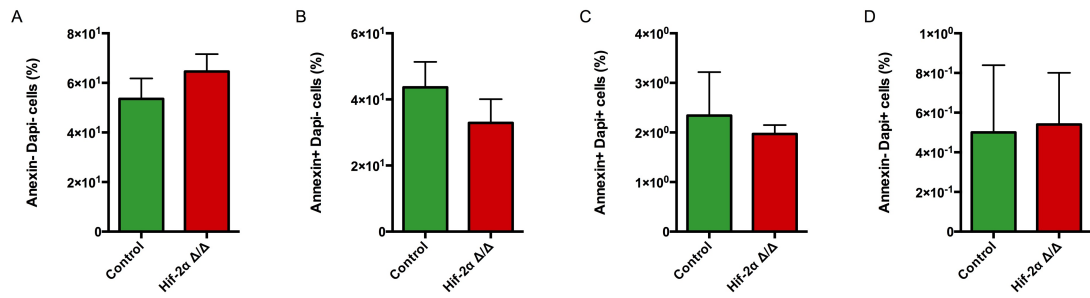 A
Anexin- Dapi- cells (%)
8×10¹
6×10¹
4×10¹
2×10¹
0
Control
Hif-2α Δ/Δ
B
Annexin+ Dapi- cells (%)
6×10¹
4×10¹
2×10¹
0
Control
Hif-2α Δ/Δ
C
Annexin+ Dapi+ cells (%)
4×10⁰
3×10⁰
2×10⁰
1×10⁰
0
Control
Hif-2α Δ/Δ
D
Annexin- Dapi+ cells (%)
1×10⁰
8×10⁻¹
6×10⁻¹
4×10⁻¹
2×10⁻¹
0
Control
Hif-2α Δ/Δ